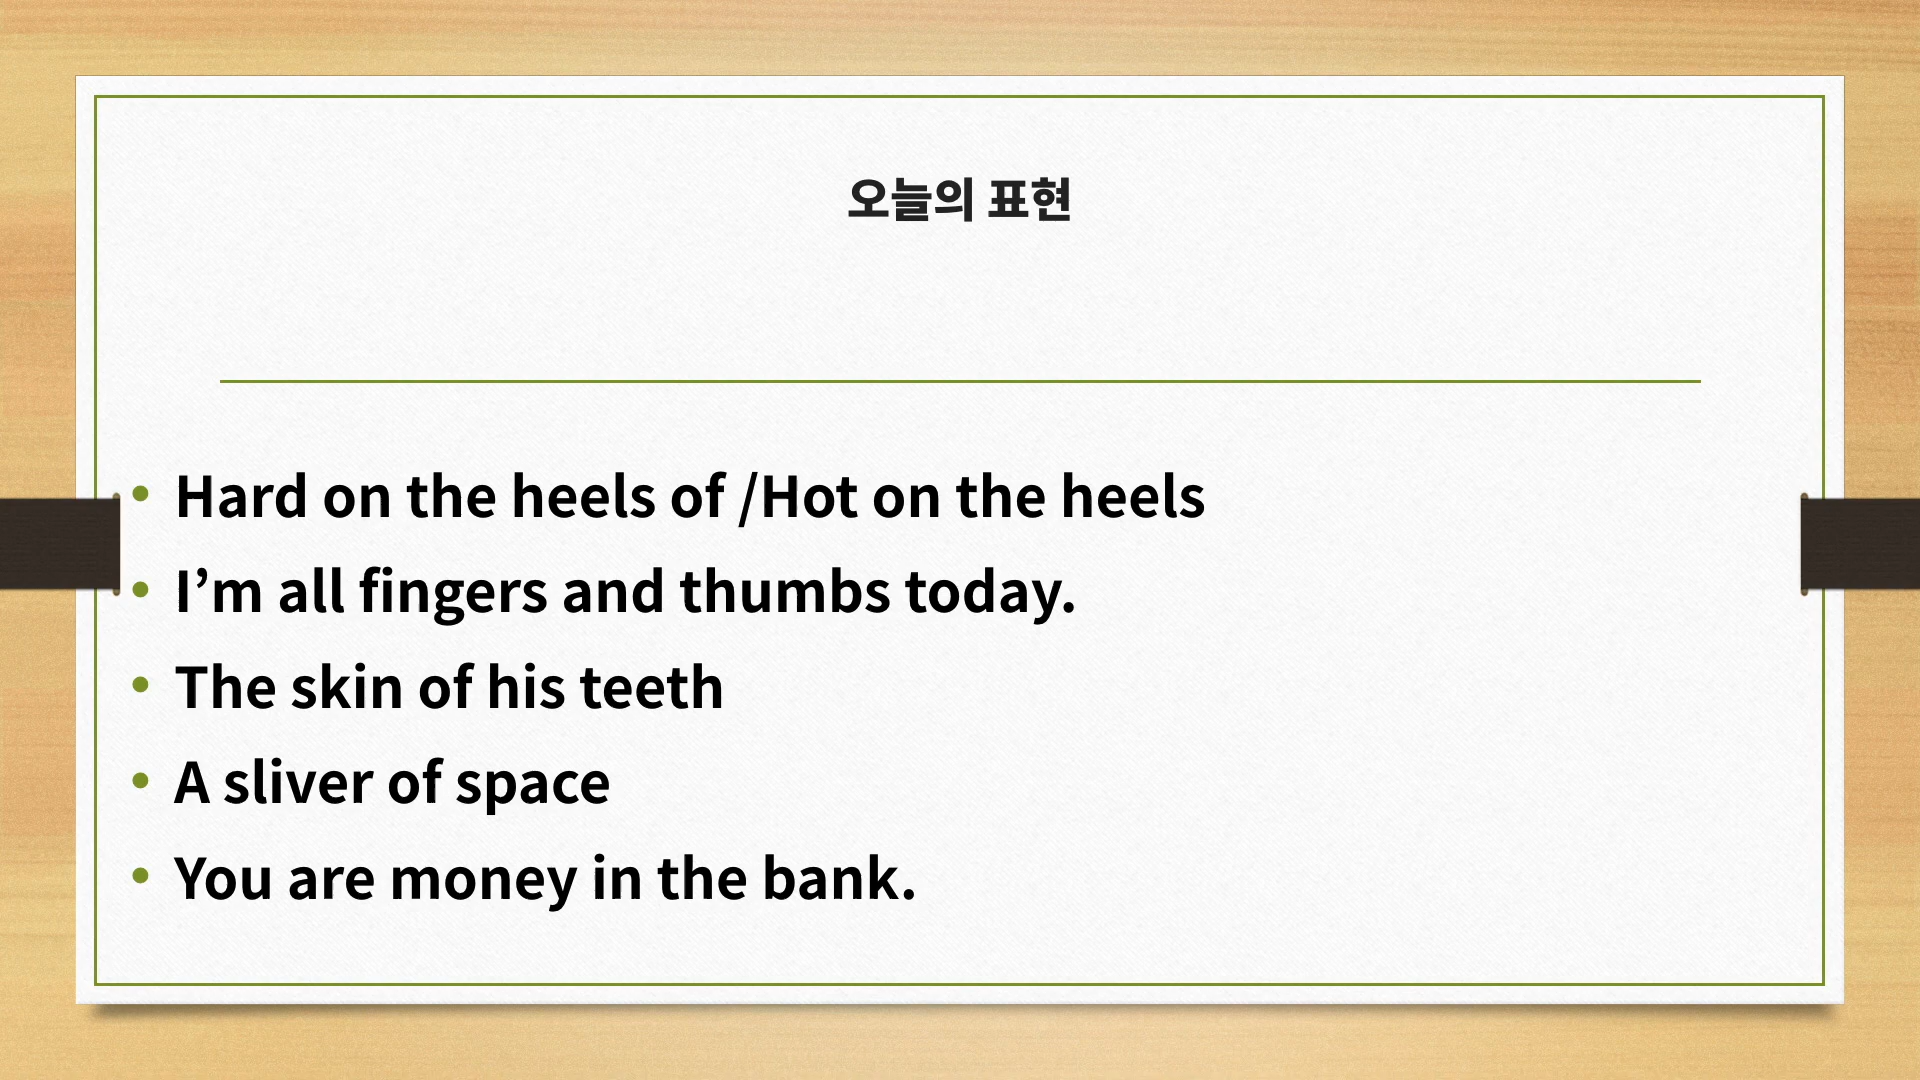 오늘의 표현
• Hard on the heels of /Hot on the heels
• I’m all fingers and thumbs today.
• The skin of his teeth
• A sliver of space
• You are money in the bank.